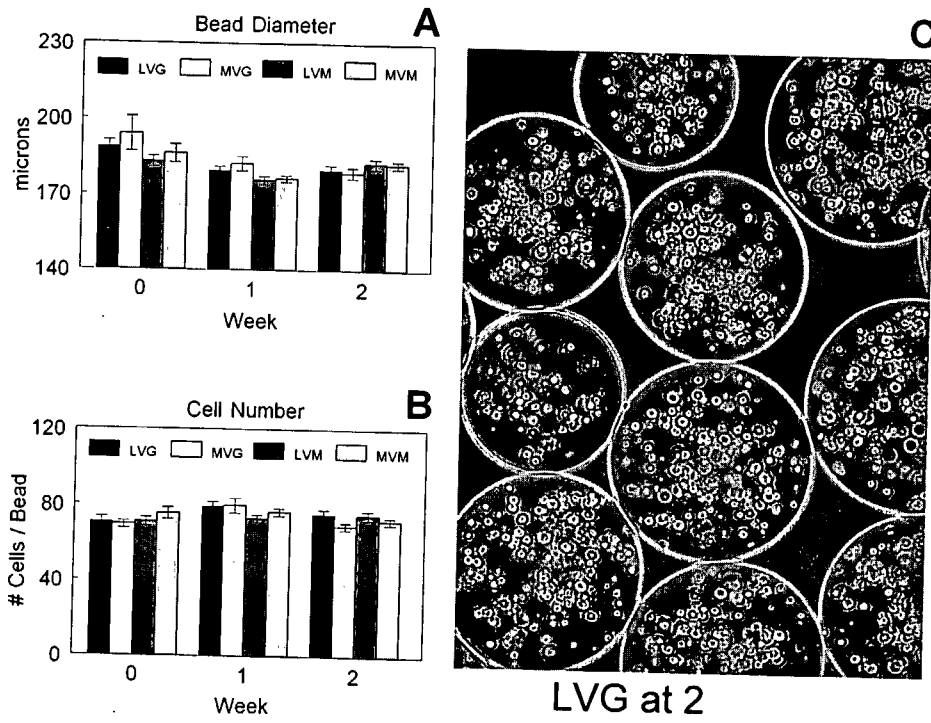 Bead Diameter
A
230
200
170
140
microns
LVG MVG LVM MVM
0 1 2
Week
Cell Number
B
120
80
40
0
# Cells / Bead
LVG MVG LVM MVM
0 1 2
Week
C
LVG at 2